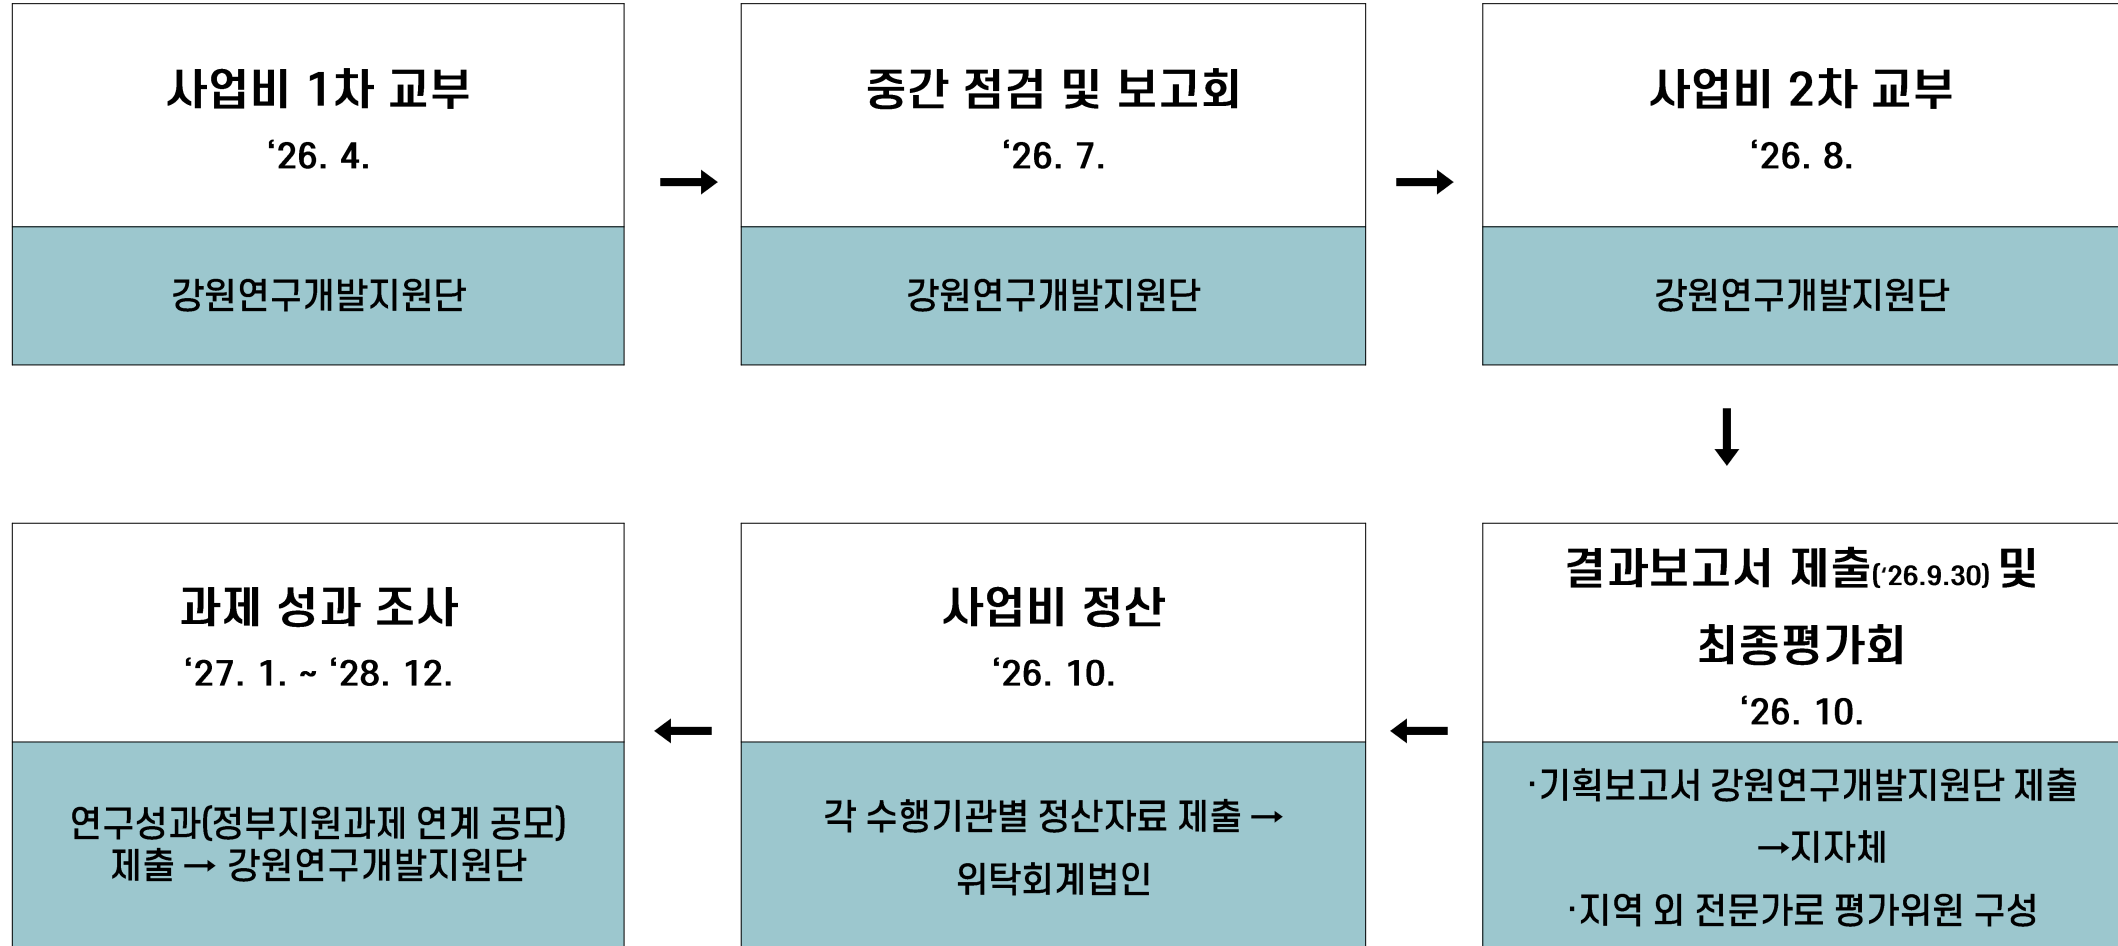 사업비 1차 교부
‘26. 4.
강원연구개발지원단
→
중간 점검 및 보고회
‘26. 7.
강원연구개발지원단
→
사업비 2차 교부
‘26. 8.
강원연구개발지원단
↓
결과보고서 제출(‘26.9.30) 및
최종평가회
‘26. 10.
·기획보고서 강원연구개발지원단 제출
→지자체
·지역 외 전문가로 평가위원 구성
←
사업비 정산
‘26. 10.
각 수행기관별 정산자료 제출 →
위탁회계법인
←
과제 성과 조사
‘27. 1. ~ ‘28. 12.
연구성과(정부지원과제 연계 공모)
제출 → 강원연구개발지원단